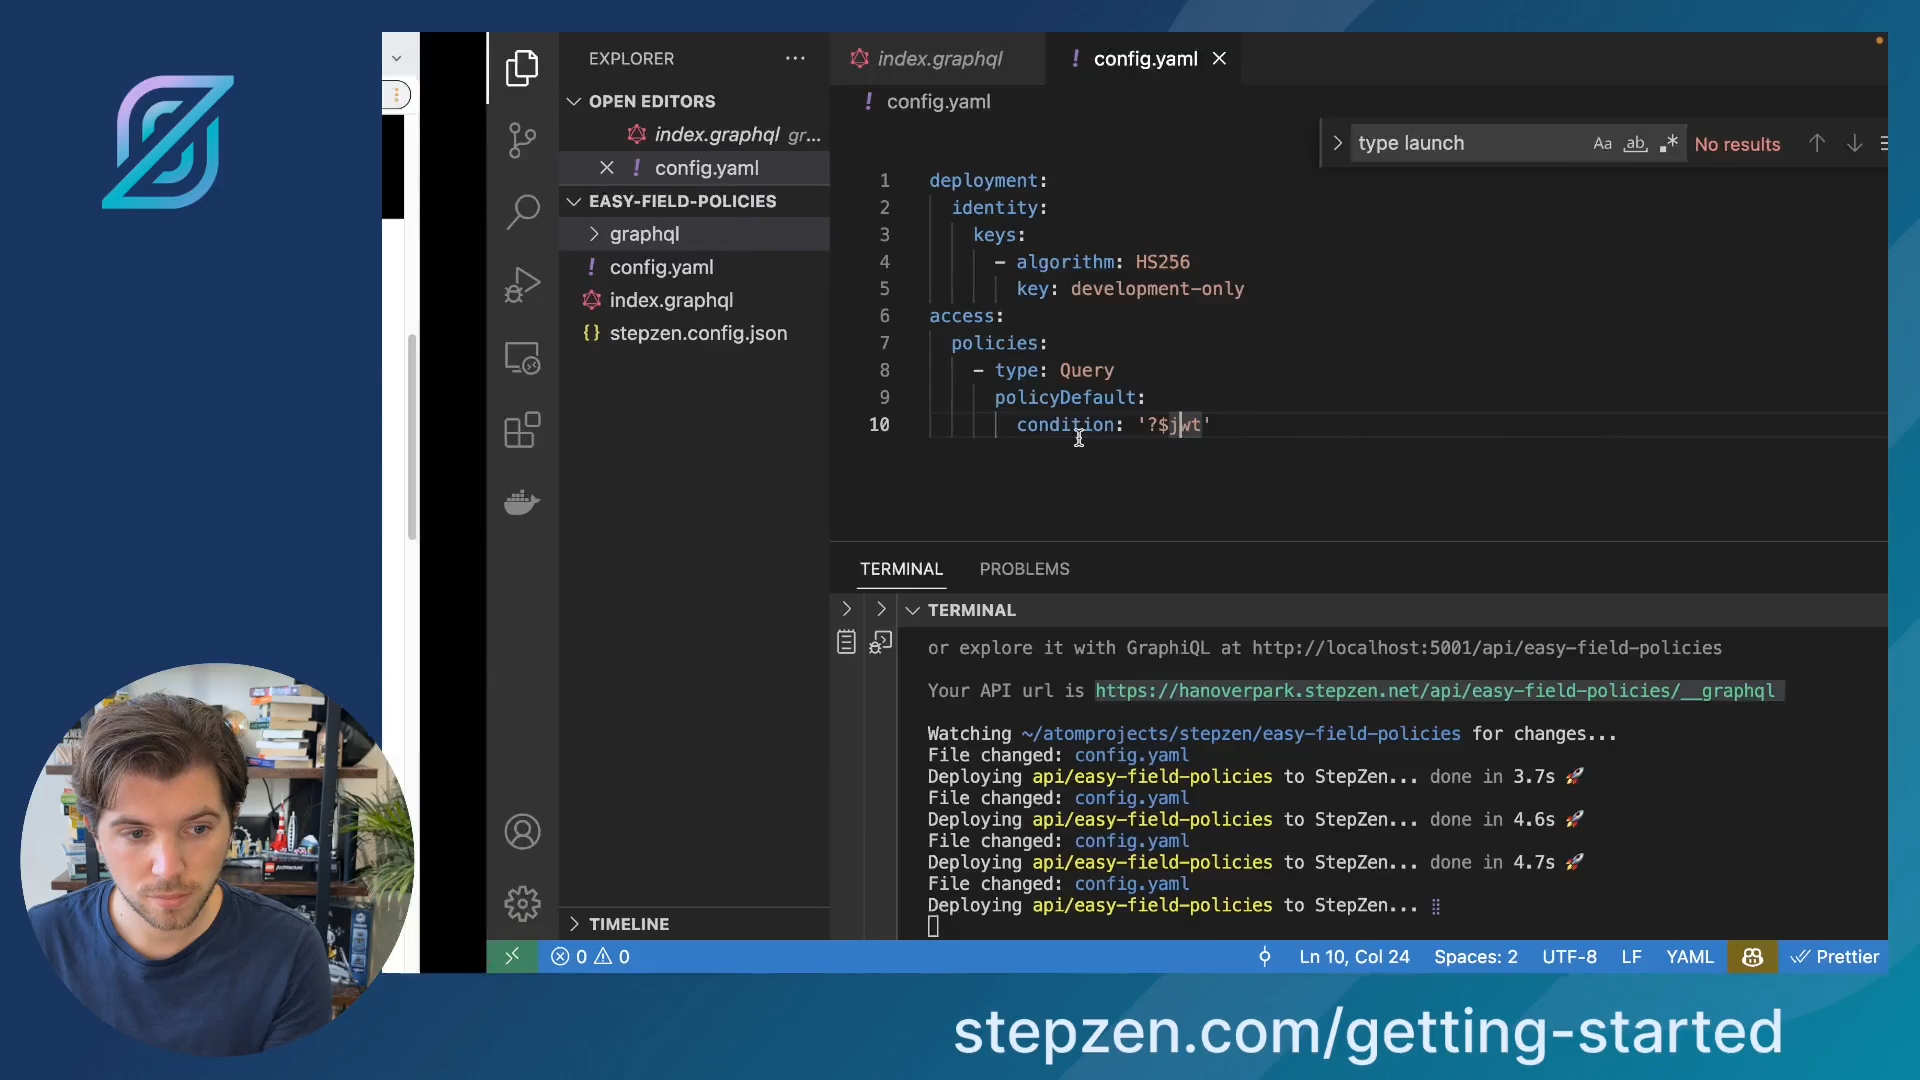 EXPLORER
OPEN EDITORS
index.graphql gr...
config.yaml
EASY-FIELD-POLICIES
graphql
config.yaml
index.graphql
stepzen.config.json
TIMELINE
index.graphql
config.yaml
config.yaml
type launch
Aa
ab
No results
1 deployment:
2 identity:
3 keys:
4 - algorithm: HS256
5 key: development-only
6 access:
7 policies:
8 - type: Query
9 policyDefault:
10 condition: '?$jwt'
TERMINAL PROBLEMS
TERMINAL
or explore it with GraphiQL at http://localhost:5001/api/easy-field-policies
Your API url is https://hanoverpark.stepzen.net/api/easy-field-policies/__graphql
Watching ~/atomprojects/stepzen/easy-field-policies for changes...
File changed: config.yaml
Deploying api/easy-field-policies to StepZen... done in 3.7s 🚀
File changed: config.yaml
Deploying api/easy-field-policies to StepZen... done in 4.6s 🚀
File changed: config.yaml
Deploying api/easy-field-policies to StepZen... done in 4.7s 🚀
File changed: config.yaml
Deploying api/easy-field-policies to StepZen...
0 0
Ln 10, Col 24 Spaces: 2 UTF-8 LF YAML Prettier
stepzen.com/getting-started